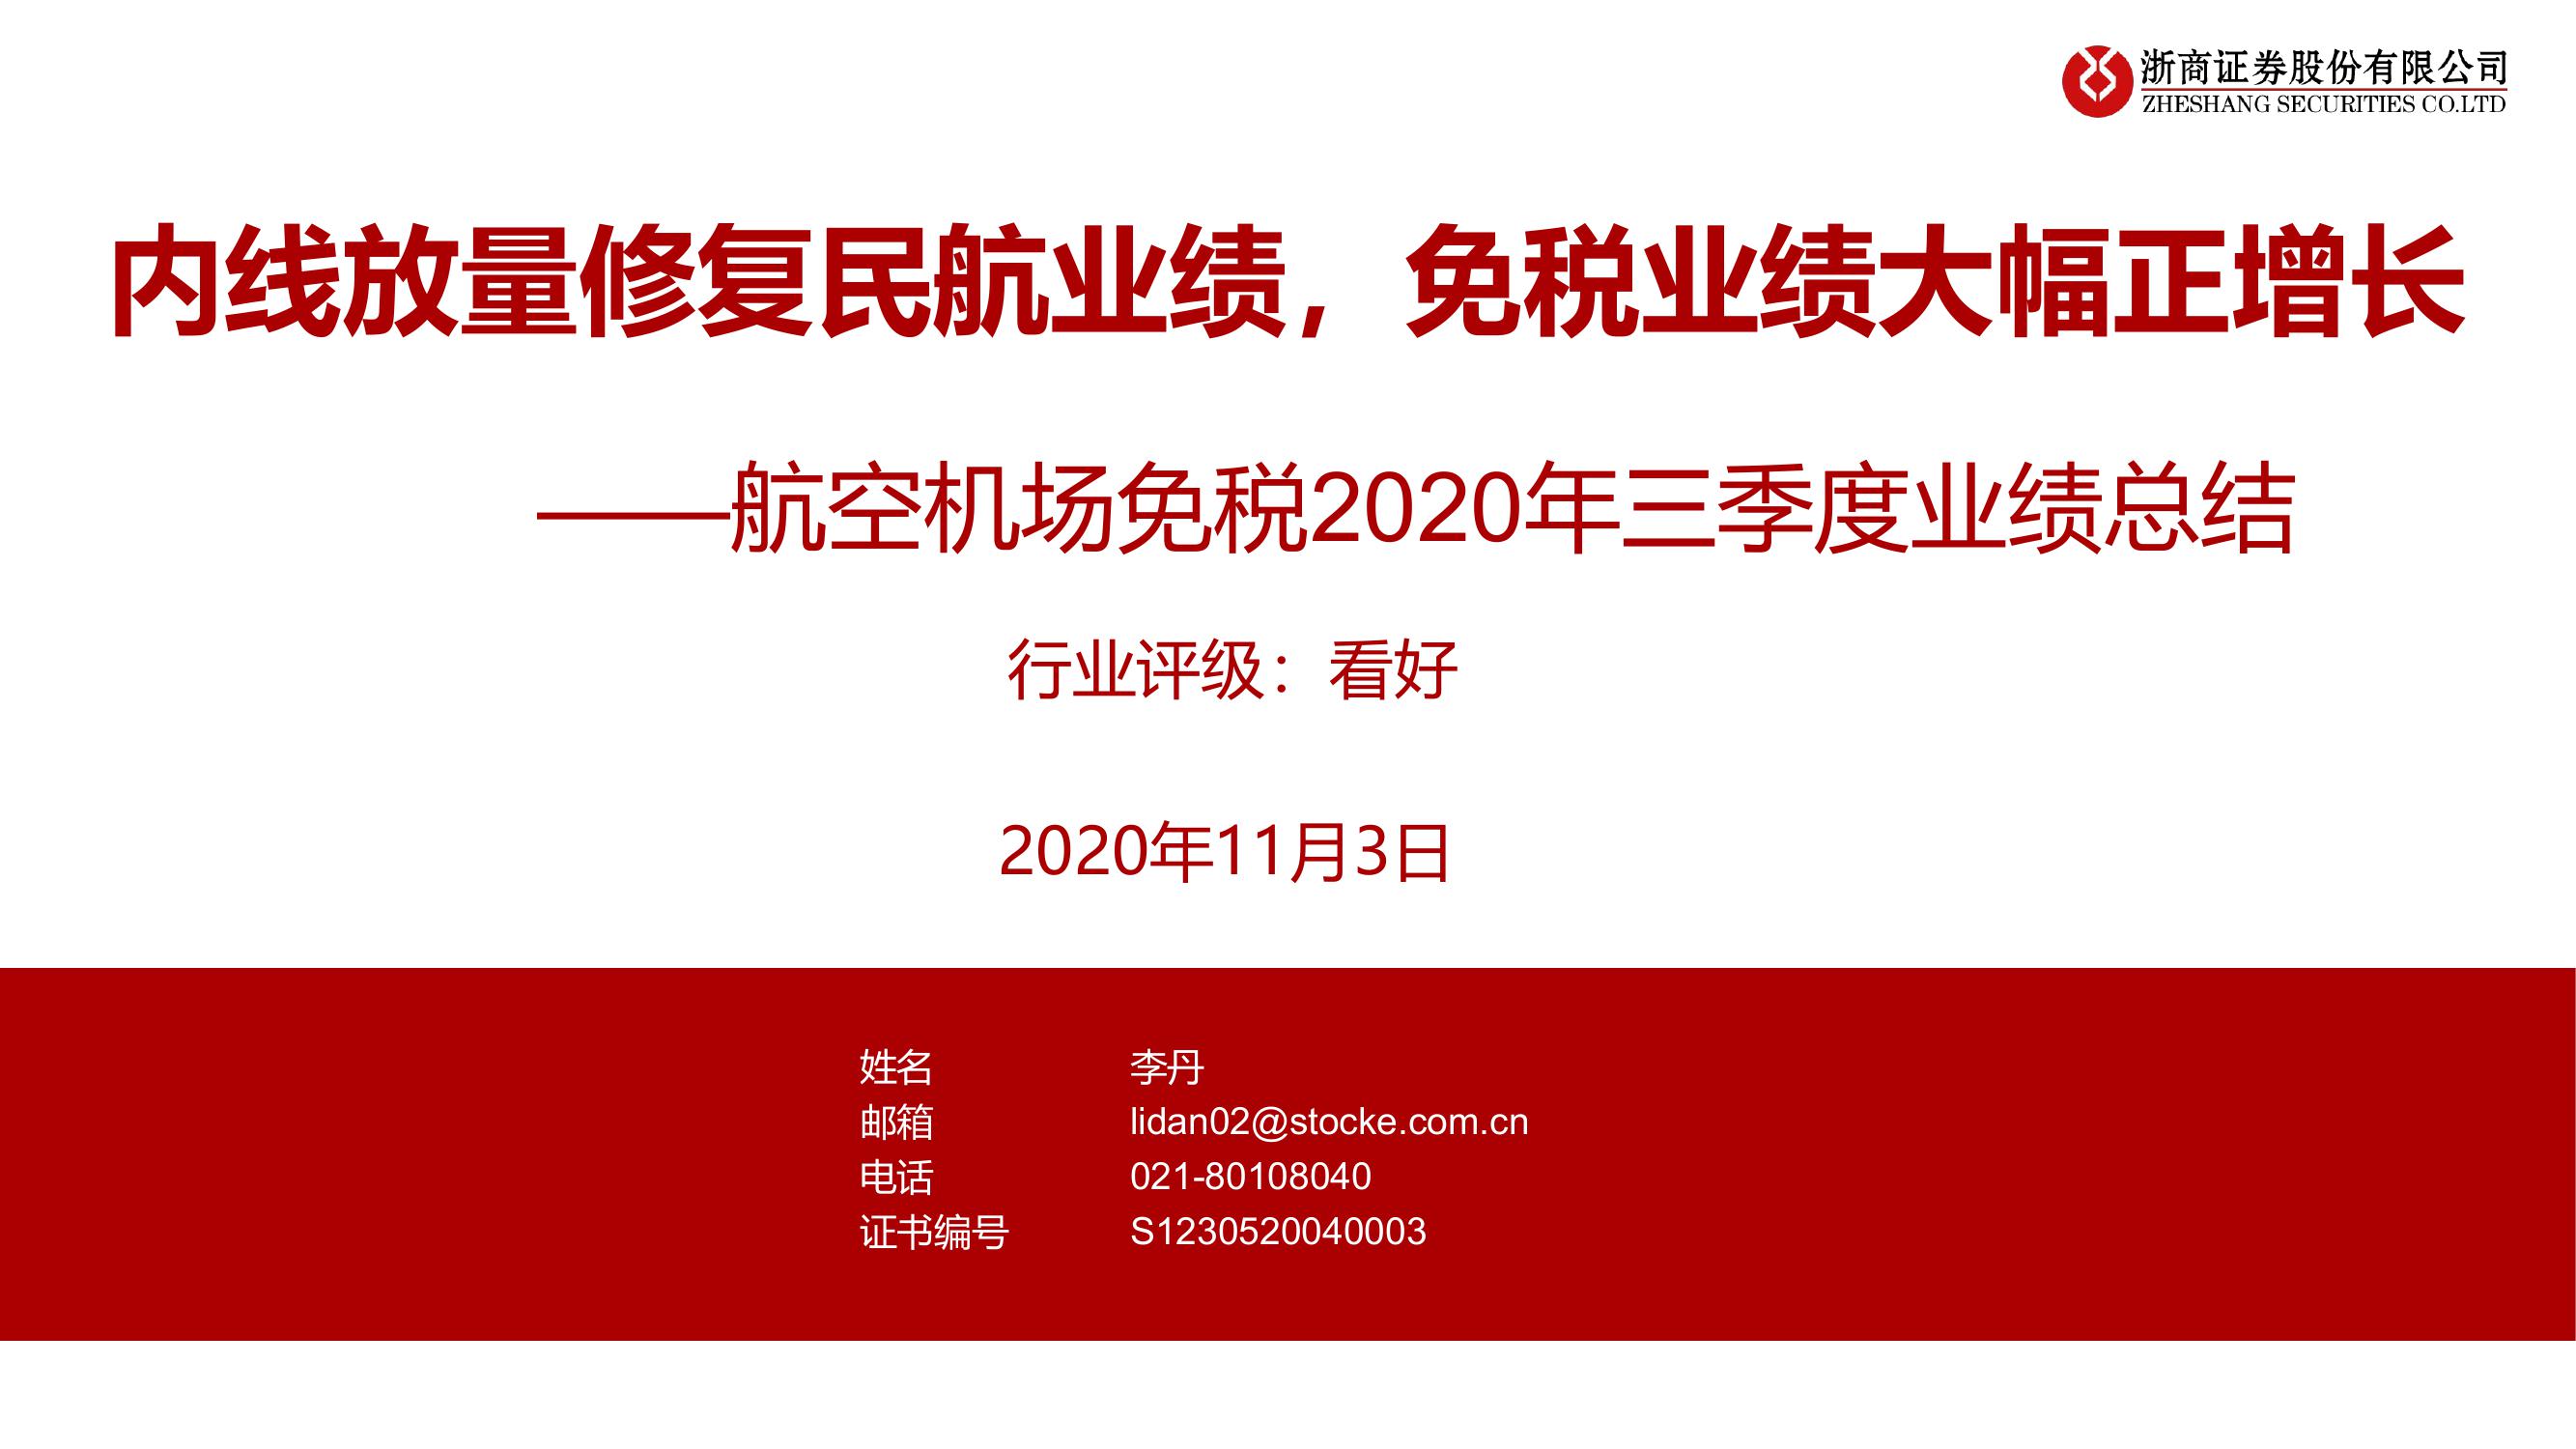 浙商证券股份有限公司
ZHESHANG SECURITIES CO.LTD
内线放量修复民航业绩，免税业绩大幅正增长
——航空机场免税2020年三季度业绩总结
行业评级：看好
2020年11月3日
姓名 李丹
邮箱 lidan02@stocke.com.cn
电话 021-80108040
证书编号 S1230520040003